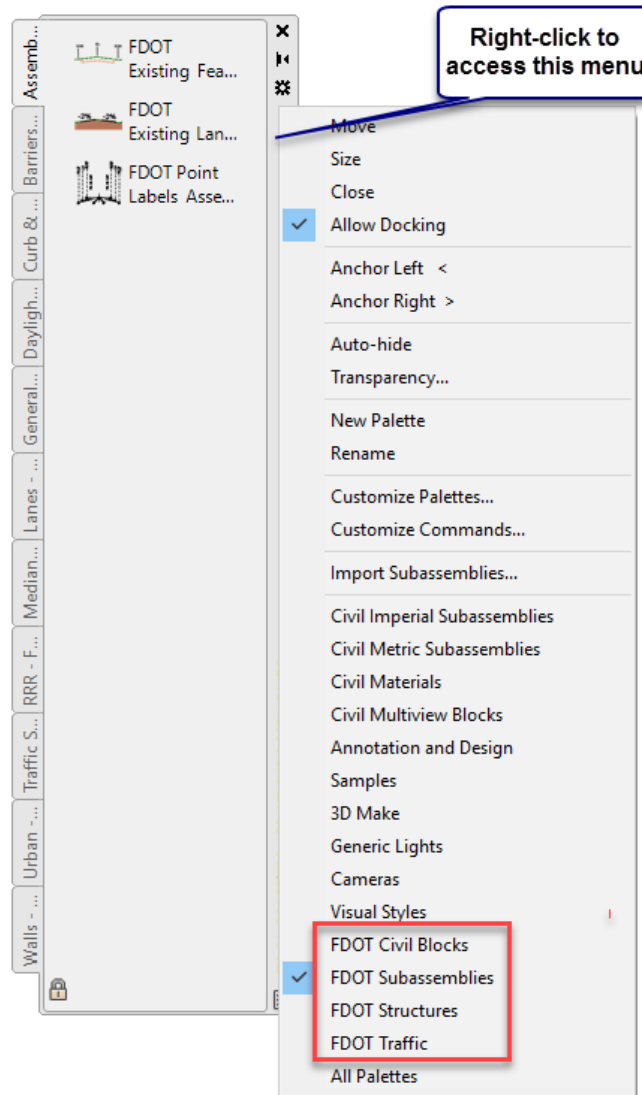 Right-click to
access this menu
Assemb...
Barriers...
Curb & ...
Dayligh...
General...
Lanes - ...
Median...
RRR - F...
Traffic S...
Urban -...
Walls - ...
FDOT
Existing Fea...
FDOT
Existing Lan...
FDOT Point
Labels Asse...
Move
Size
Close
Allow Docking
Anchor Left <
Anchor Right >
Auto-hide
Transparency...
New Palette
Rename
Customize Palettes...
Customize Commands...
Import Subassemblies...
Civil Imperial Subassemblies
Civil Metric Subassemblies
Civil Materials
Civil Multiview Blocks
Annotation and Design
Samples
3D Make
Generic Lights
Cameras
Visual Styles
FDOT Civil Blocks
FDOT Subassemblies
FDOT Structures
FDOT Traffic
All Palettes